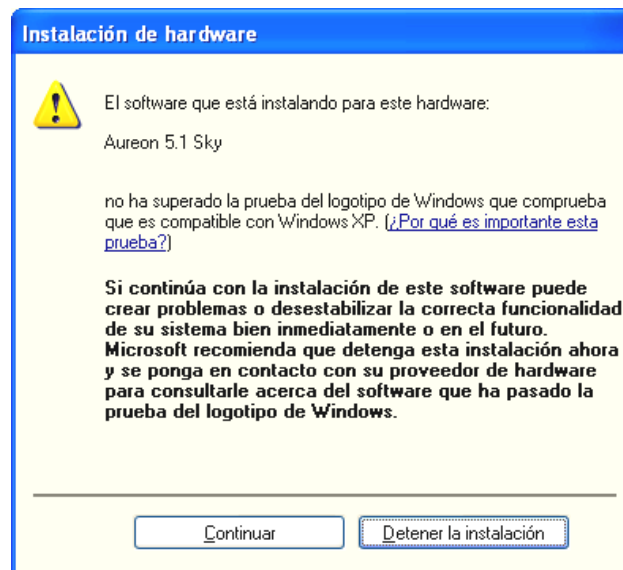 Instalación de hardware
El software que está instalando para este hardware:
Aureon 5.1 Sky
no ha superado la prueba del logotipo de Windows que comprueba
que es compatible con Windows XP. (¿Por qué es importante esta
prueba?)
Si continúa con la instalación de este software puede
crear problemas o desestabilizar la correcta funcionalidad
de su sistema bien inmediatamente o en el futuro.
Microsoft recomienda que detenga esta instalación ahora
y se ponga en contacto con su proveedor de hardware
para consultarle acerca del software que ha pasado la
prueba del logotipo de Windows.
Continuar
Detener la instalación